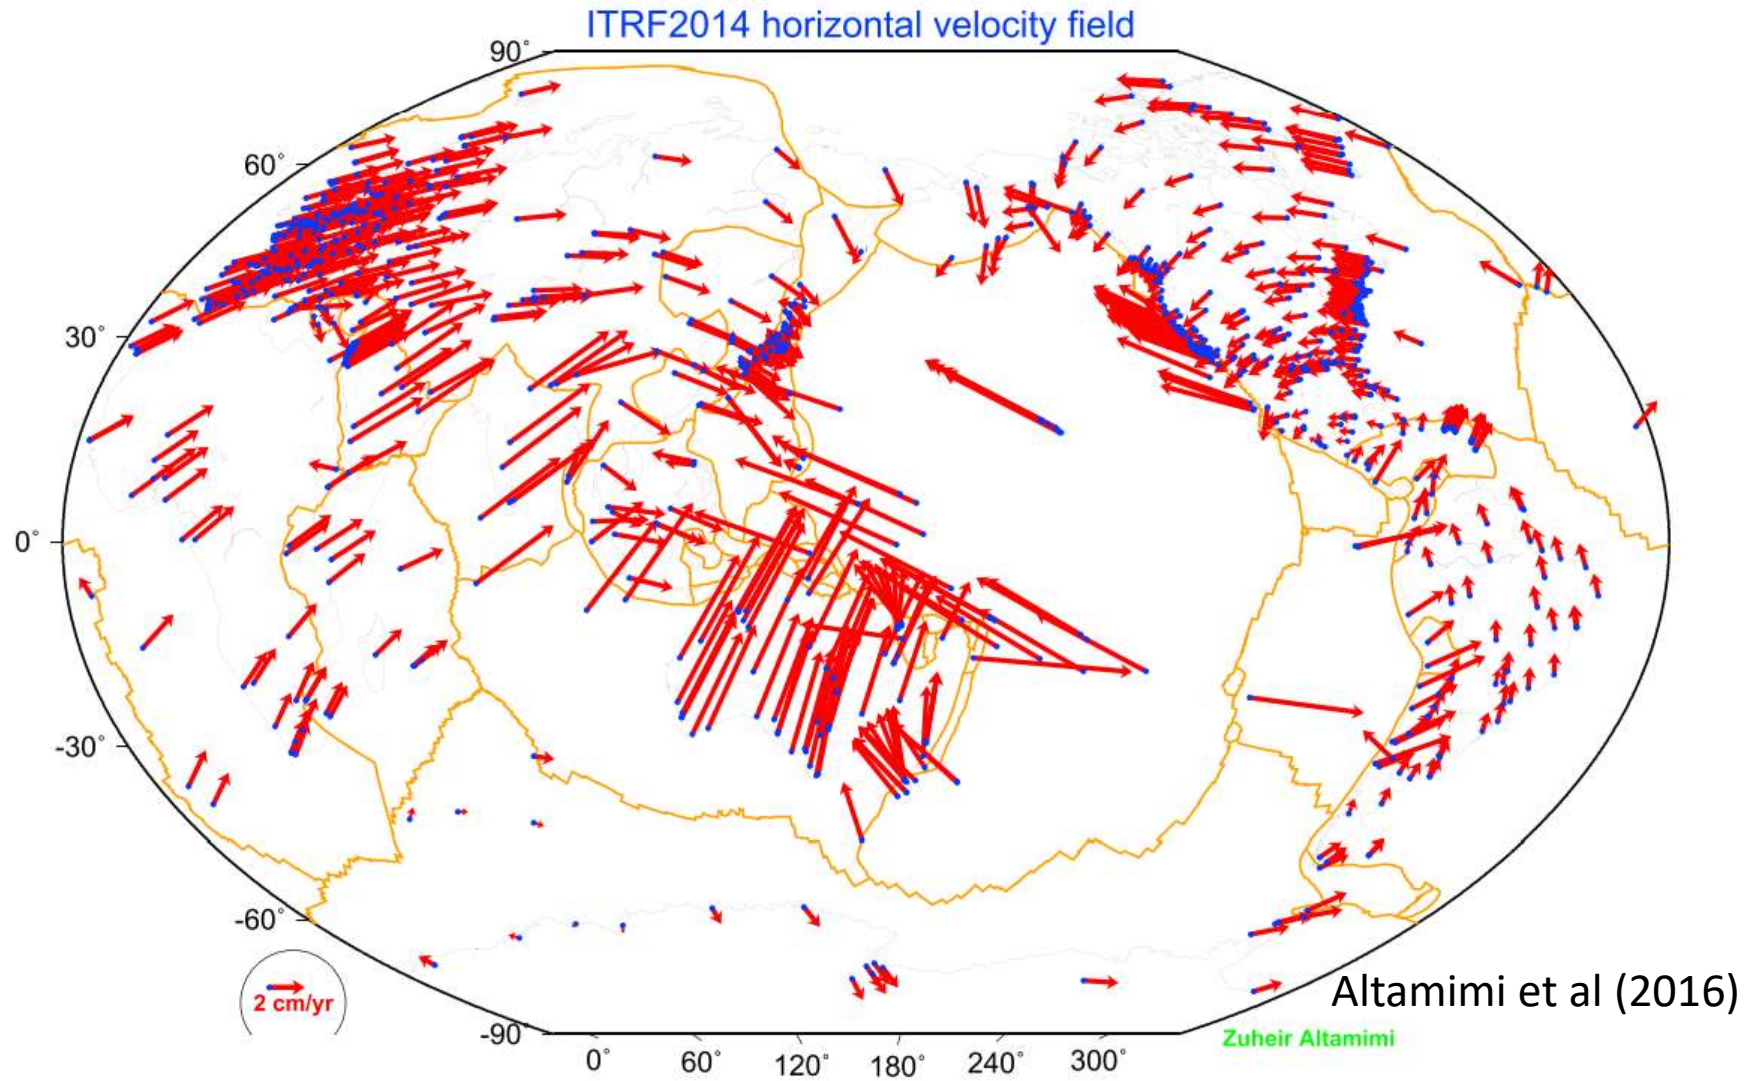 ITRF2014 horizontal velocity field
90°
60°
30°
0°
-30°
-60°
-90°
0° 60° 120° 180° 240° 300°
2 cm/yr
Altamimi et al (2016)
Zuheir Altamimi